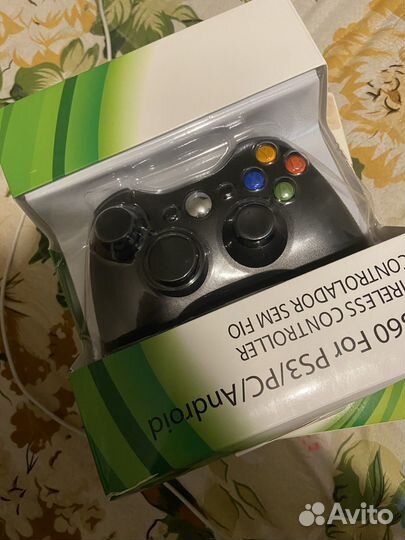 360 For PS3/PC/Android
WIRELESS CONTROLLER
CONTROLADOR SEM FIO
Avito